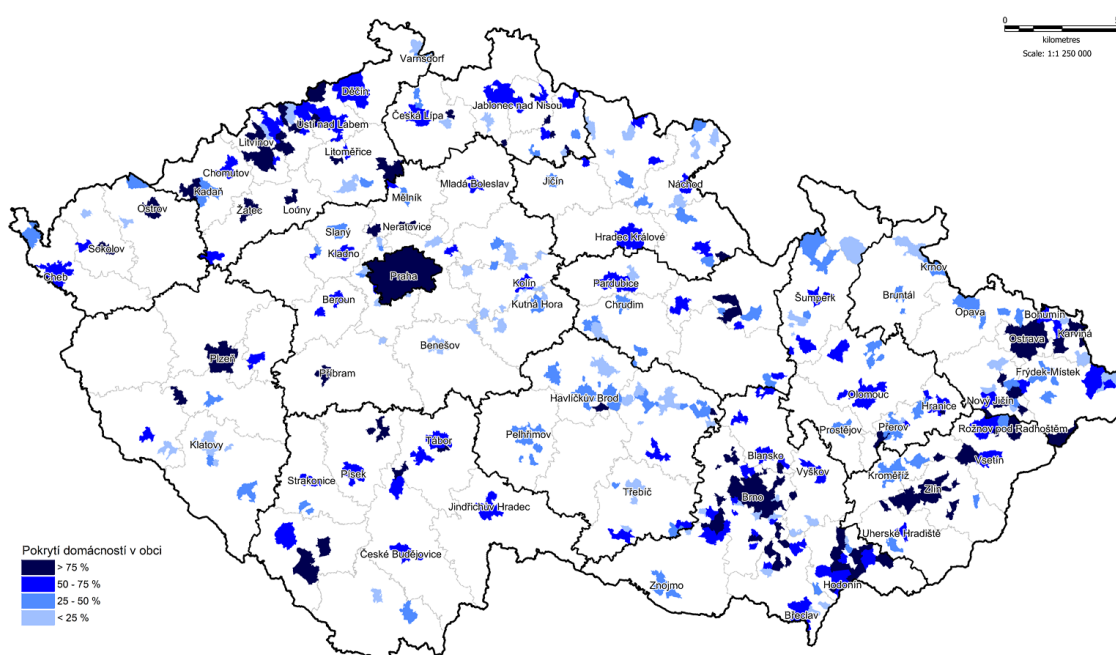 0 5
kilometres
Scale: 1:1 250 000
Varnsdorf
Děčín
Jablonec nad Nisou
Česká Lípa
Ústí nad Labem
Litvínov
Litoměřice
Chomutov
Mladá Boleslav
Jičín
Náchod
Kadaň
Mělník
Ostrov
Žatec
Louny
Neratovice
Slaný
Hradec Králové
Sokolov
Kladno
Krnov
Cheb
Praha
Kolín
Pardubice
Šumperk
Bruntál
Beroun
Kutná Hora
Chrudim
Opava
Bohumín
Karviná
Ostrava
Benešov
Plzeň
Příbram
Frýdek-Místek
Havlíčkův Brod
Olomouc
Nový Jičín
Hranice
Klatovy
Tábor
Pelhřimov
Prostějov
Přerov
Rožnov pod Radhoštěm
Blansko
Vsetín
Strakonice
Písek
Vyškov
Kroměříž
Třebíč
Brno
Zlín
Jindřichův Hradec
Uherské Hradiště
České Budějovice
Znojmo
Hodonín
Břeclav
Pokrytí domácností v obci
> 75 %
50 - 75 %
25 - 50 %
< 25 %